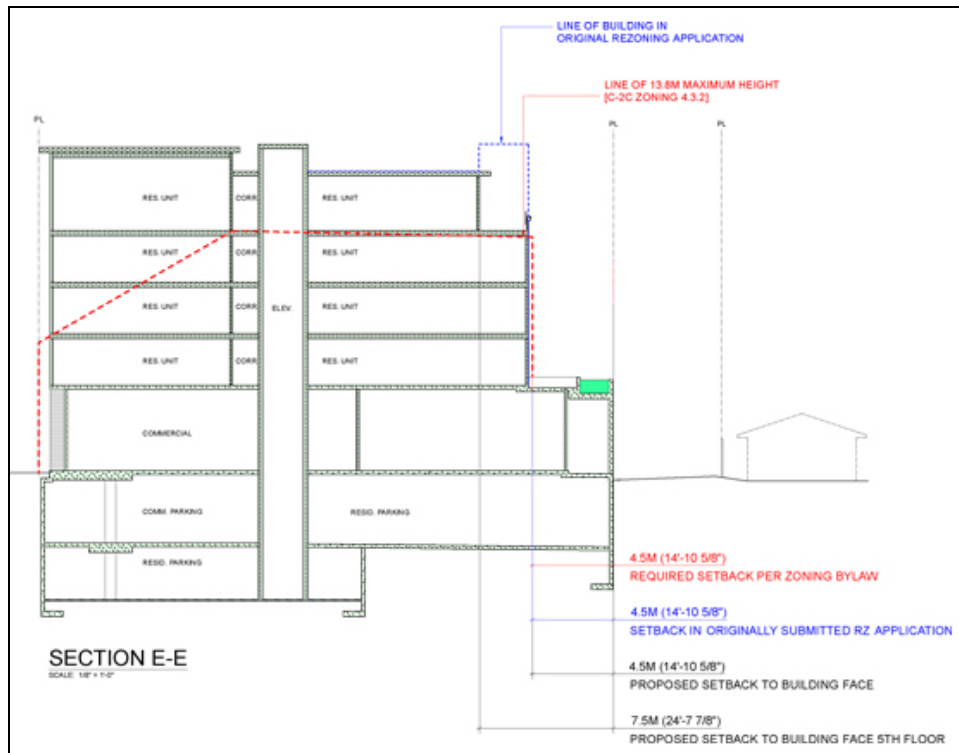 LINE OF BUILDING IN
ORIGINAL REZONING APPLICATION
LINE OF 13.8M MAXIMUM HEIGHT
[C-2C ZONING 4.3.2]
PL
PL
PL
RES. UNIT
CORR.
RES. UNIT
RES. UNIT
CORR.
RES. UNIT
RES. UNIT
CORR.
ELEV.
RES. UNIT
RES. UNIT
CORR.
RES. UNIT
COMMERCIAL
COMM. PARKING
RESID. PARKING
RESID. PARKING
4.5M (14'-10 5/8")
REQUIRED SETBACK PER ZONING BYLAW
4.5M (14'-10 5/8")
SETBACK IN ORIGINALLY SUBMITTED RZ APPLICATION
4.5M (14'-10 5/8")
PROPOSED SETBACK TO BUILDING FACE
7.5M (24'-7 7/8")
PROPOSED SETBACK TO BUILDING FACE 5TH FLOOR
SECTION E-E
SCALE: 1/8" = 1'-0"